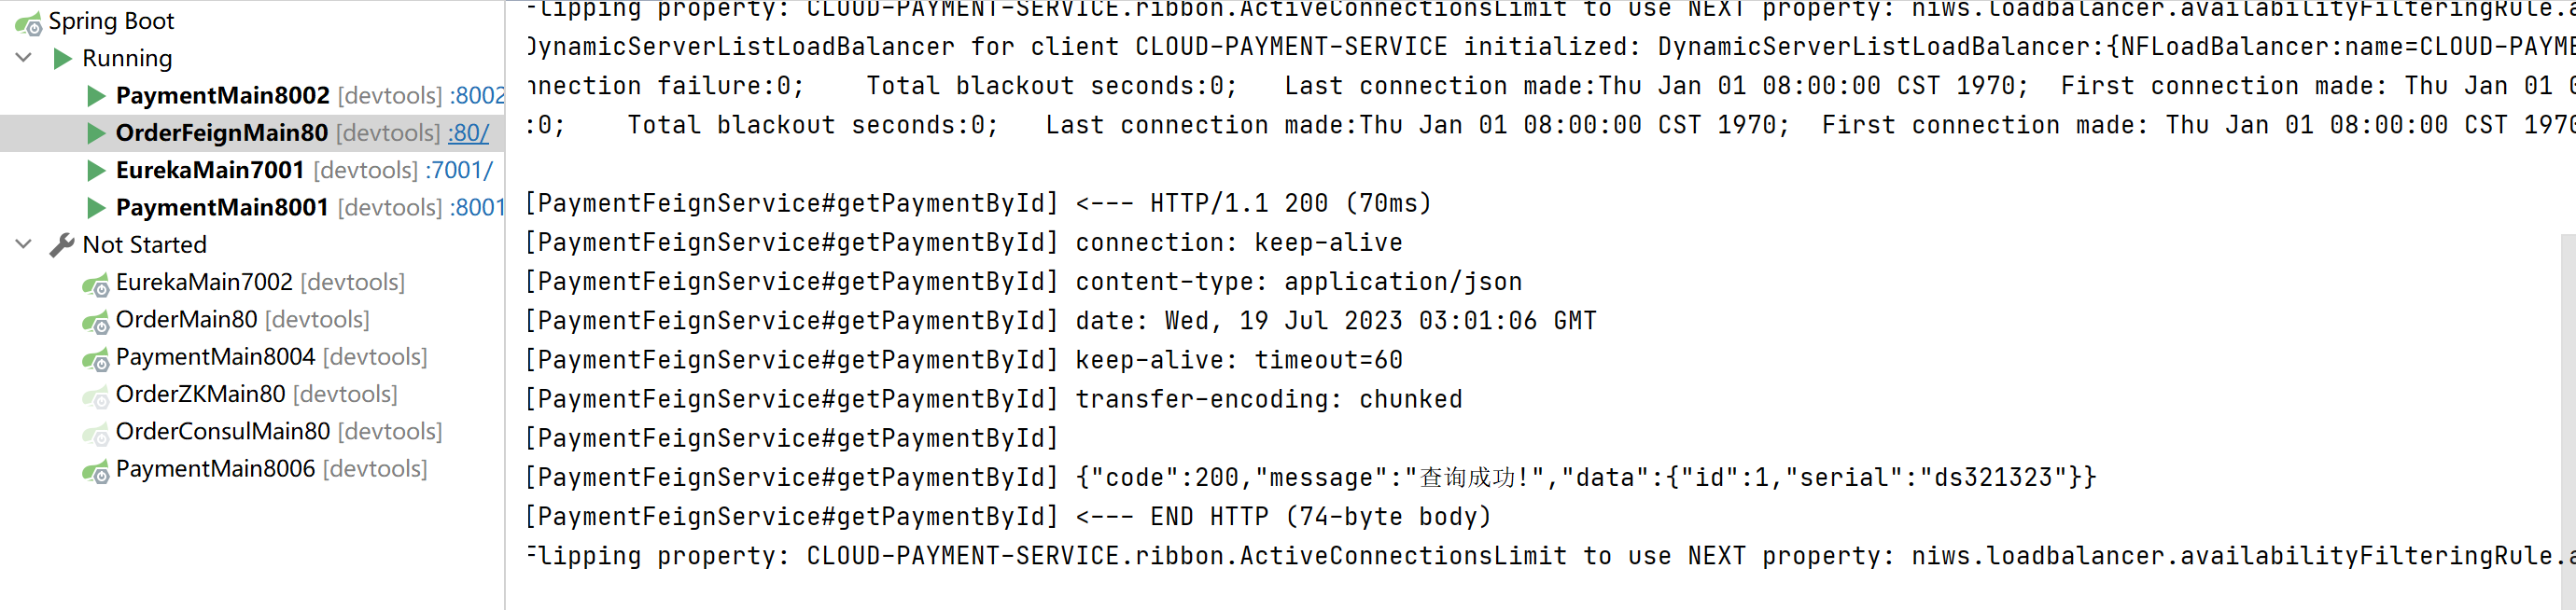 Spring Boot
Running
PaymentMain8002 [devtools] :8002
OrderFeignMain80 [devtools] :80/
EurekaMain7001 [devtools] :7001/
PaymentMain8001 [devtools] :8001
Not Started
EurekaMain7002 [devtools]
OrderMain80 [devtools]
PaymentMain8004 [devtools]
OrderZKMain80 [devtools]
OrderConsulMain80 [devtools]
PaymentMain8006 [devtools]
Flipping property: CLOUD-PAYMENT-SERVICE.ribbon.ActiveConnectionsLimit to use NEXT property: niws.loadbalancer.availabilityFilteringRule.a
DynamicServerListLoadBalancer for client CLOUD-PAYMENT-SERVICE initialized: DynamicServerListLoadBalancer:{NFLoadBalancer:name=CLOUD-PAYME
nnection failure:0;    Total blackout seconds:0;   Last connection made:Thu Jan 01 08:00:00 CST 1970;  First connection made: Thu Jan 01 0
:0;    Total blackout seconds:0;   Last connection made:Thu Jan 01 08:00:00 CST 1970;  First connection made: Thu Jan 01 08:00:00 CST 1970
[PaymentFeignService#getPaymentById] <--- HTTP/1.1 200 (70ms)
[PaymentFeignService#getPaymentById] connection: keep-alive
[PaymentFeignService#getPaymentById] content-type: application/json
[PaymentFeignService#getPaymentById] date: Wed, 19 Jul 2023 03:01:06 GMT
[PaymentFeignService#getPaymentById] keep-alive: timeout=60
[PaymentFeignService#getPaymentById] transfer-encoding: chunked
[PaymentFeignService#getPaymentById]
[PaymentFeignService#getPaymentById] {"code":200,"message":"查询成功!","data":{"id":1,"serial":"ds321323"}}
[PaymentFeignService#getPaymentById] <--- END HTTP (74-byte body)
Flipping property: CLOUD-PAYMENT-SERVICE.ribbon.ActiveConnectionsLimit to use NEXT property: niws.loadbalancer.availabilityFilteringRule.a